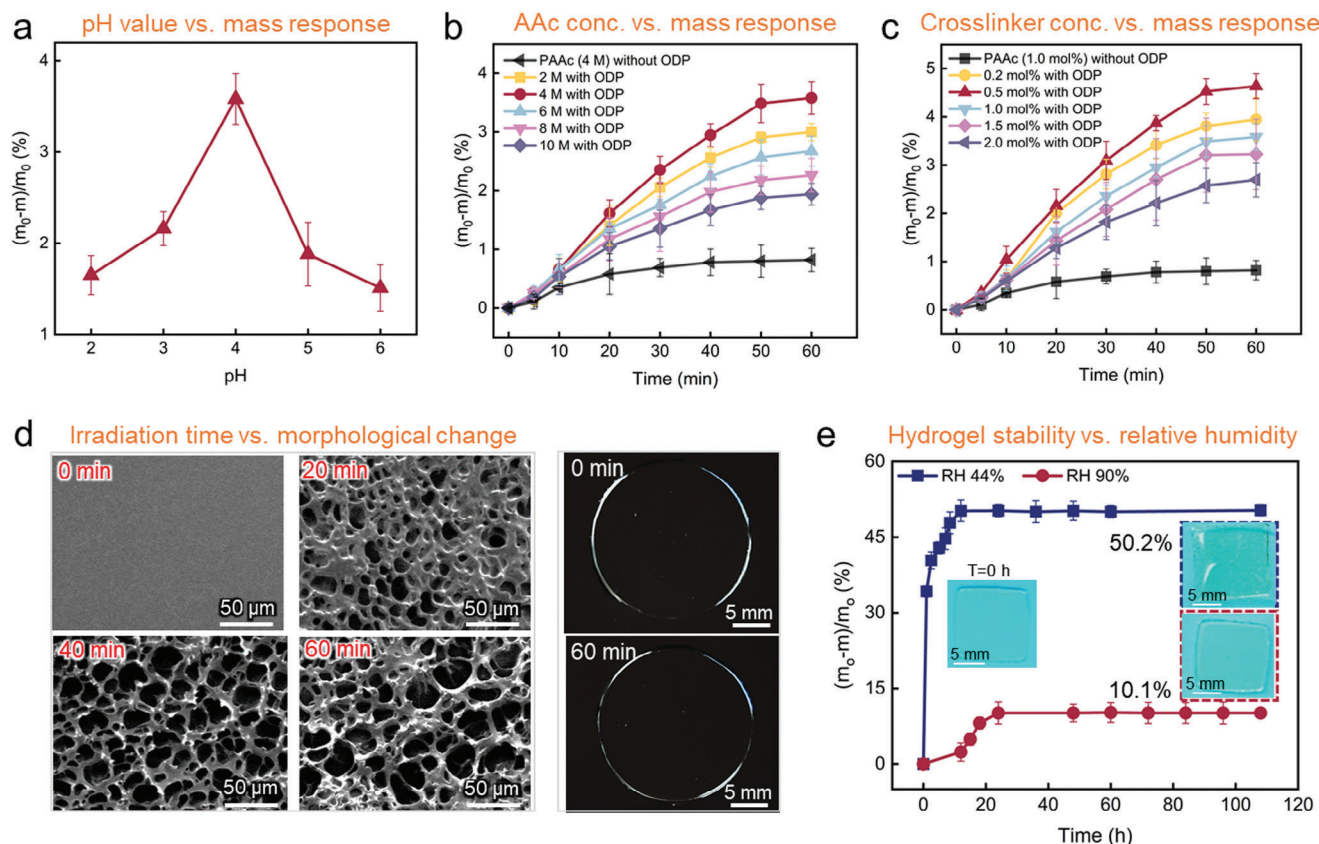 a
pH value vs. mass response
(m₀-m)/m₀ (%)
4
3
2
1
2 3 4 5 6
pH
b
AAc conc. vs. mass response
PAAc (4 M) without ODP
2 M with ODP
4 M with ODP
6 M with ODP
8 M with ODP
10 M with ODP
(m₀-m)/m₀ (%)
4
3
2
1
0
0 10 20 30 40 50 60
Time (min)
c
Crosslinker conc. vs. mass response
PAAc (1.0 mol%) without ODP
0.2 mol% with ODP
0.5 mol% with ODP
1.0 mol% with ODP
1.5 mol% with ODP
2.0 mol% with ODP
(m₀-m)/m₀ (%)
5
4
3
2
1
0
0 10 20 30 40 50 60
Time (min)
d
Irradiation time vs. morphological change
0 min
50 µm
20 min
50 µm
40 min
50 µm
60 min
50 µm
0 min
5 mm
60 min
5 mm
e
Hydrogel stability vs. relative humidity
RH 44%
RH 90%
(mₒ-m)/mₒ (%)
60
45
30
15
0
T=0 h
5 mm
50.2%
5 mm
10.1%
5 mm
0 20 40 60 80 100 120
Time (h)